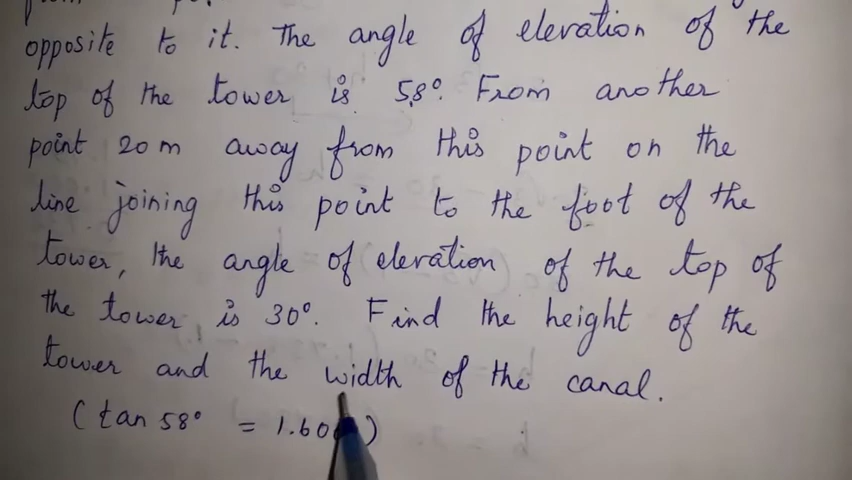 opposite to it. The angle of elevation of the
top of the tower is 58°. From another
point 20 m away from this point on the
line joining this point to the foot of the
tower, the angle of elevation of the top of
the tower is 30°. Find the height of the
tower and the width of the canal.
(tan 58° = 1.60 )